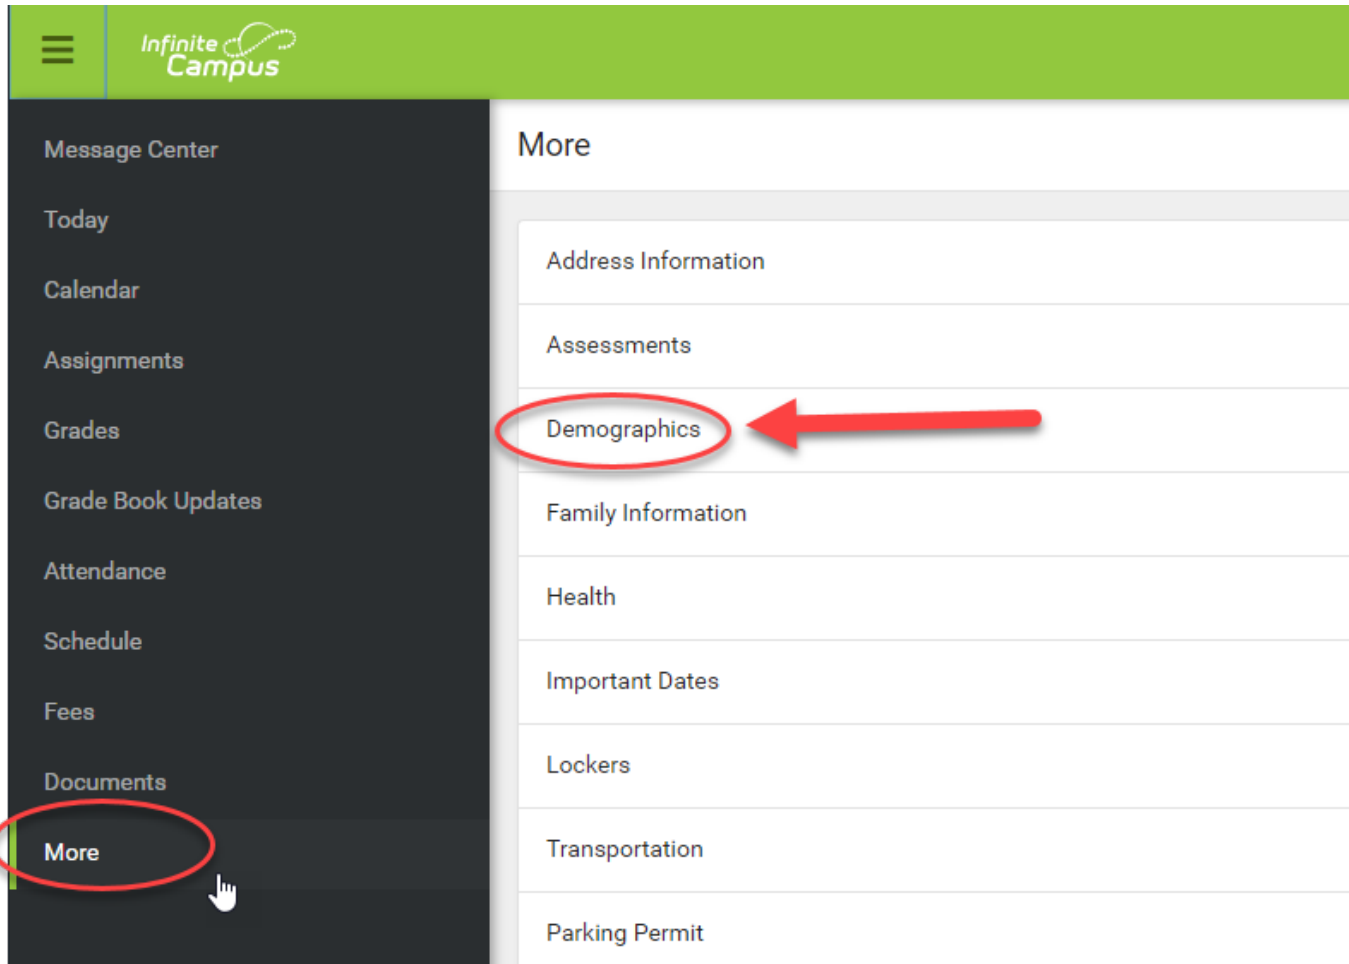 Infinite
Campus
Message Center
Today
Calendar
Assignments
Grades
Grade Book Updates
Attendance
Schedule
Fees
Documents
More
More
Address Information
Assessments
Demographics
Family Information
Health
Important Dates
Lockers
Transportation
Parking Permit